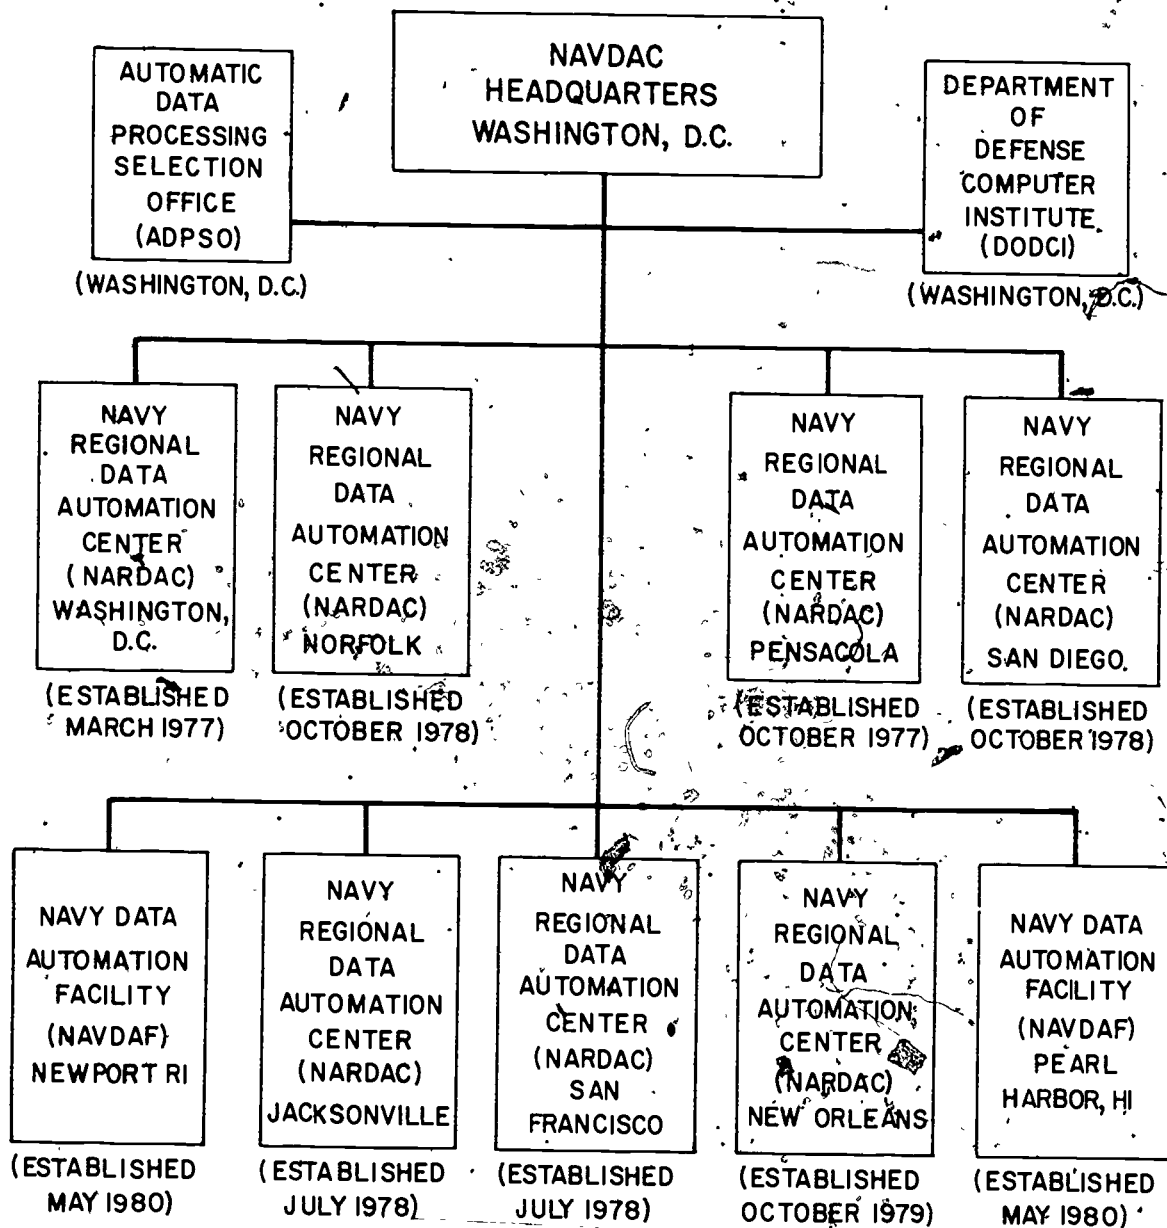 NAVDAC
HEADQUARTERS
WASHINGTON, D.C.
AUTOMATIC
DATA
PROCESSING
SELECTION
OFFICE
(ADPSO)
(WASHINGTON, D.C.)
DEPARTMENT
OF
DEFENSE
COMPUTER
INSTITUTE
(DODCI)
(WASHINGTON, D.C.)
NAVY
REGIONAL
DATA
AUTOMATION
CENTER
(NARDAC)
WASHINGTON,
D.C.
(ESTABLISHED
MARCH 1977)
NAVY
REGIONAL
DATA
AUTOMATION
CENTER
(NARDAC)
NORFOLK
(ESTABLISHED
OCTOBER 1978)
NAVY
REGIONAL
DATA
AUTOMATION
CENTER
(NARDAC)
PENSACOLA
(ESTABLISHED
OCTOBER 1977)
NAVY
REGIONAL
DATA
AUTOMATION
CENTER
(NARDAC)
SAN DIEGO
(ESTABLISHED
OCTOBER 1978)
NAVY DATA
AUTOMATION
FACILITY
(NAVDAF)
NEWPORT RI
(ESTABLISHED
MAY 1980)
NAVY
REGIONAL
DATA
AUTOMATION
CENTER
(NARDAC)
JACKSONVILLE
(ESTABLISHED
JULY 1978)
NAVY
REGIONAL
DATA
AUTOMATION
CENTER
(NARDAC)
SAN
FRANCISCO
(ESTABLISHED
JULY 1978)
NAVY
REGIONAL
DATA
AUTOMATION
CENTER
(NARDAC)
NEW ORLEANS
(ESTABLISHED
OCTOBER 1979)
NAVY DATA
AUTOMATION
FACILITY
(NAVDAF)
PEARL
HARBOR, HI
(ESTABLISHED
MAY 1980)